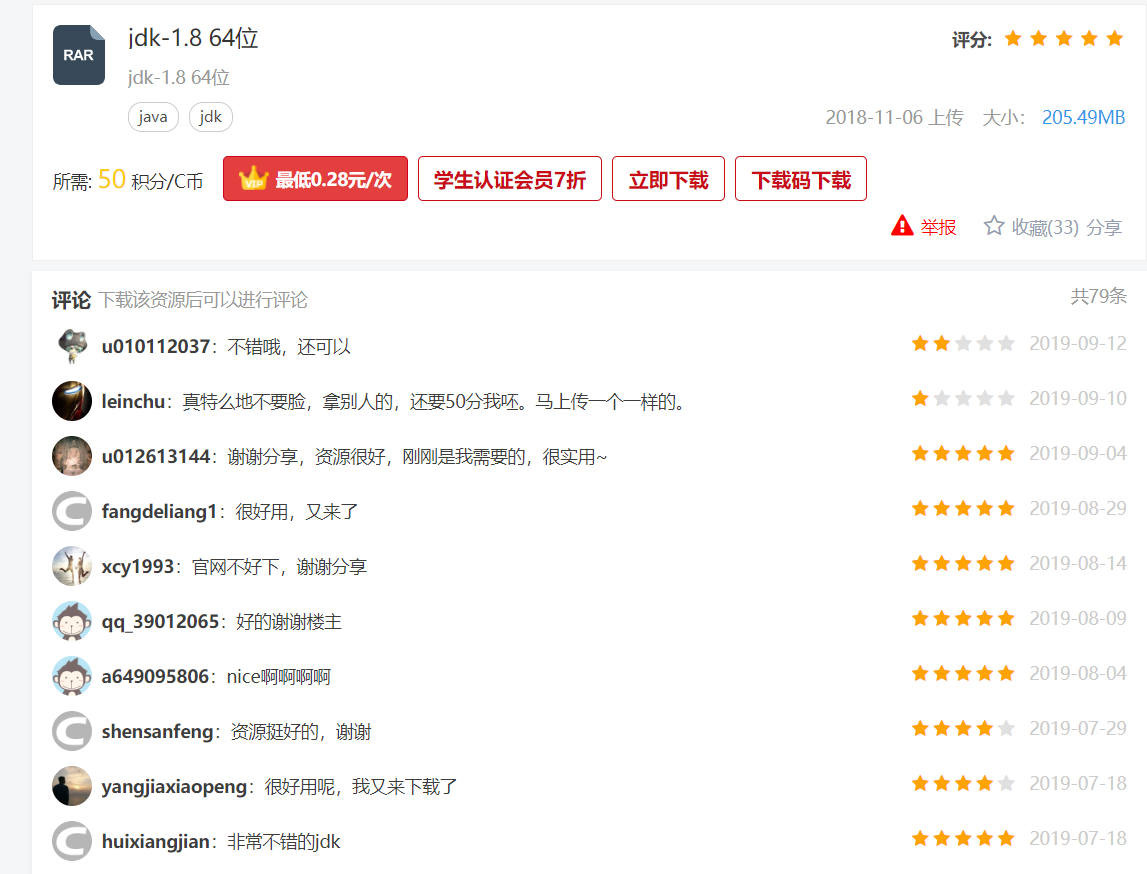 RAR
jdk-1.8 64位
评分:
jdk-1.8 64位
java jdk
2018-11-06 上传 大小： 205.49MB
所需: 50 积分/C币 VIP 最低0.28元/次 学生认证会员7折 立即下载 下载码下载
举报 收藏(33) 分享
评论 下载该资源后可以进行评论 共79条
u010112037： 不错哦，还可以 2019-09-12
leinchu： 真特么地不要脸，拿别人的，还要50分我呸。马上传一个一样的。 2019-09-10
u012613144： 谢谢分享，资源很好，刚刚是我需要的，很实用~ 2019-09-04
fangdeliang1： 很好用，又来了 2019-08-29
xcy1993： 官网不好下，谢谢分享 2019-08-14
qq_39012065： 好的谢谢楼主 2019-08-09
a649095806： nice啊啊啊啊 2019-08-04
shensanfeng： 资源挺好的，谢谢 2019-07-29
yangjiaxiaopeng： 很好用呢，我又来下载了 2019-07-18
huixiangjian： 非常不错的jdk 2019-07-18